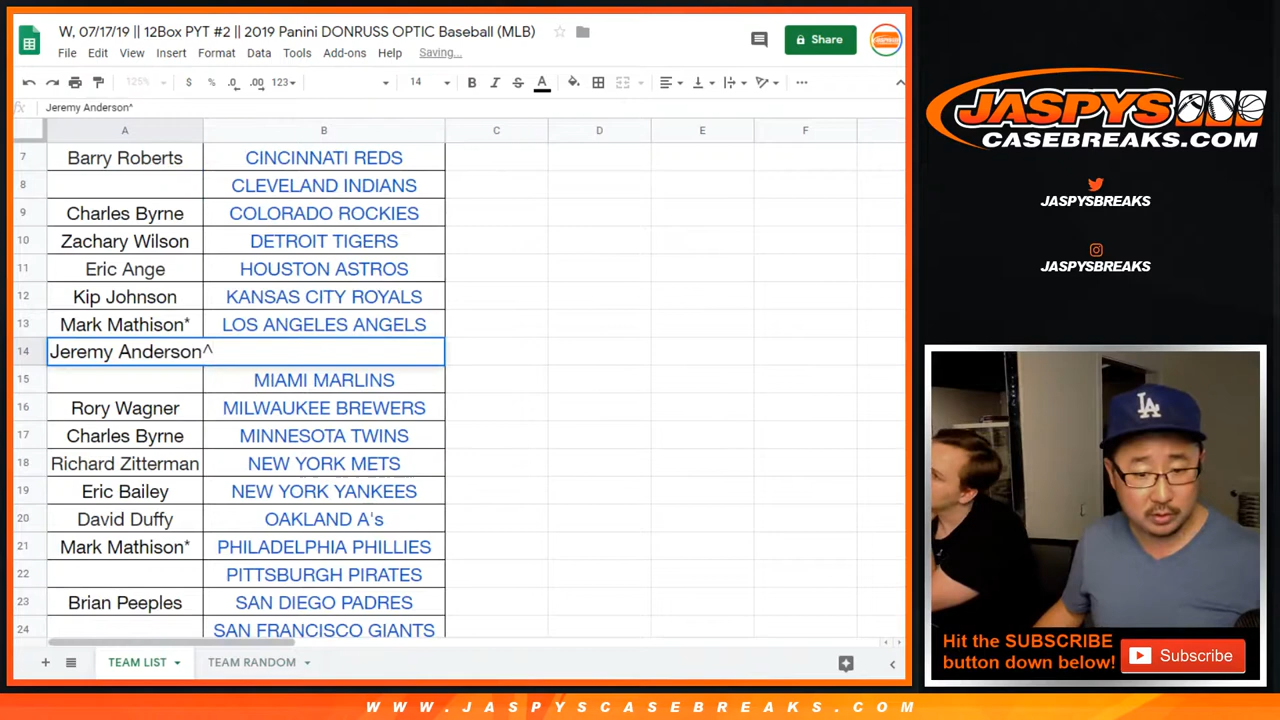 W, 07/17/19 || 12Box PYT #2 || 2019 Panini DONRUSS OPTIC Baseball (MLB)
File Edit View Insert Format Data Tools Add-ons Help Saving...
Share
125% $ % .0 .00 123 14 B I S A
fx Jeremy Anderson^
A B C D E F
7 Barry Roberts CINCINNATI REDS
8 CLEVELAND INDIANS
9 Charles Byrne COLORADO ROCKIES
10 Zachary Wilson DETROIT TIGERS
11 Eric Ange HOUSTON ASTROS
12 Kip Johnson KANSAS CITY ROYALS
13 Mark Mathison* LOS ANGELES ANGELS
14 Jeremy Anderson^
15 MIAMI MARLINS
16 Rory Wagner MILWAUKEE BREWERS
17 Charles Byrne MINNESOTA TWINS
18 Richard Zitterman NEW YORK METS
19 Eric Bailey NEW YORK YANKEES
20 David Duffy OAKLAND A's
21 Mark Mathison* PHILADELPHIA PHILLIES
22 PITTSBURGH PIRATES
23 Brian Peeples SAN DIEGO PADRES
24 SAN FRANCISCO GIANTS
TEAM LIST TEAM RANDOM
JASPYS
CASEBREAKS.COM
JASPYSBREAKS
JASPYSBREAKS
LA
Hit the SUBSCRIBE
button down below!
Subscribe
WWW.JASPYSCASEBREAKS.COM